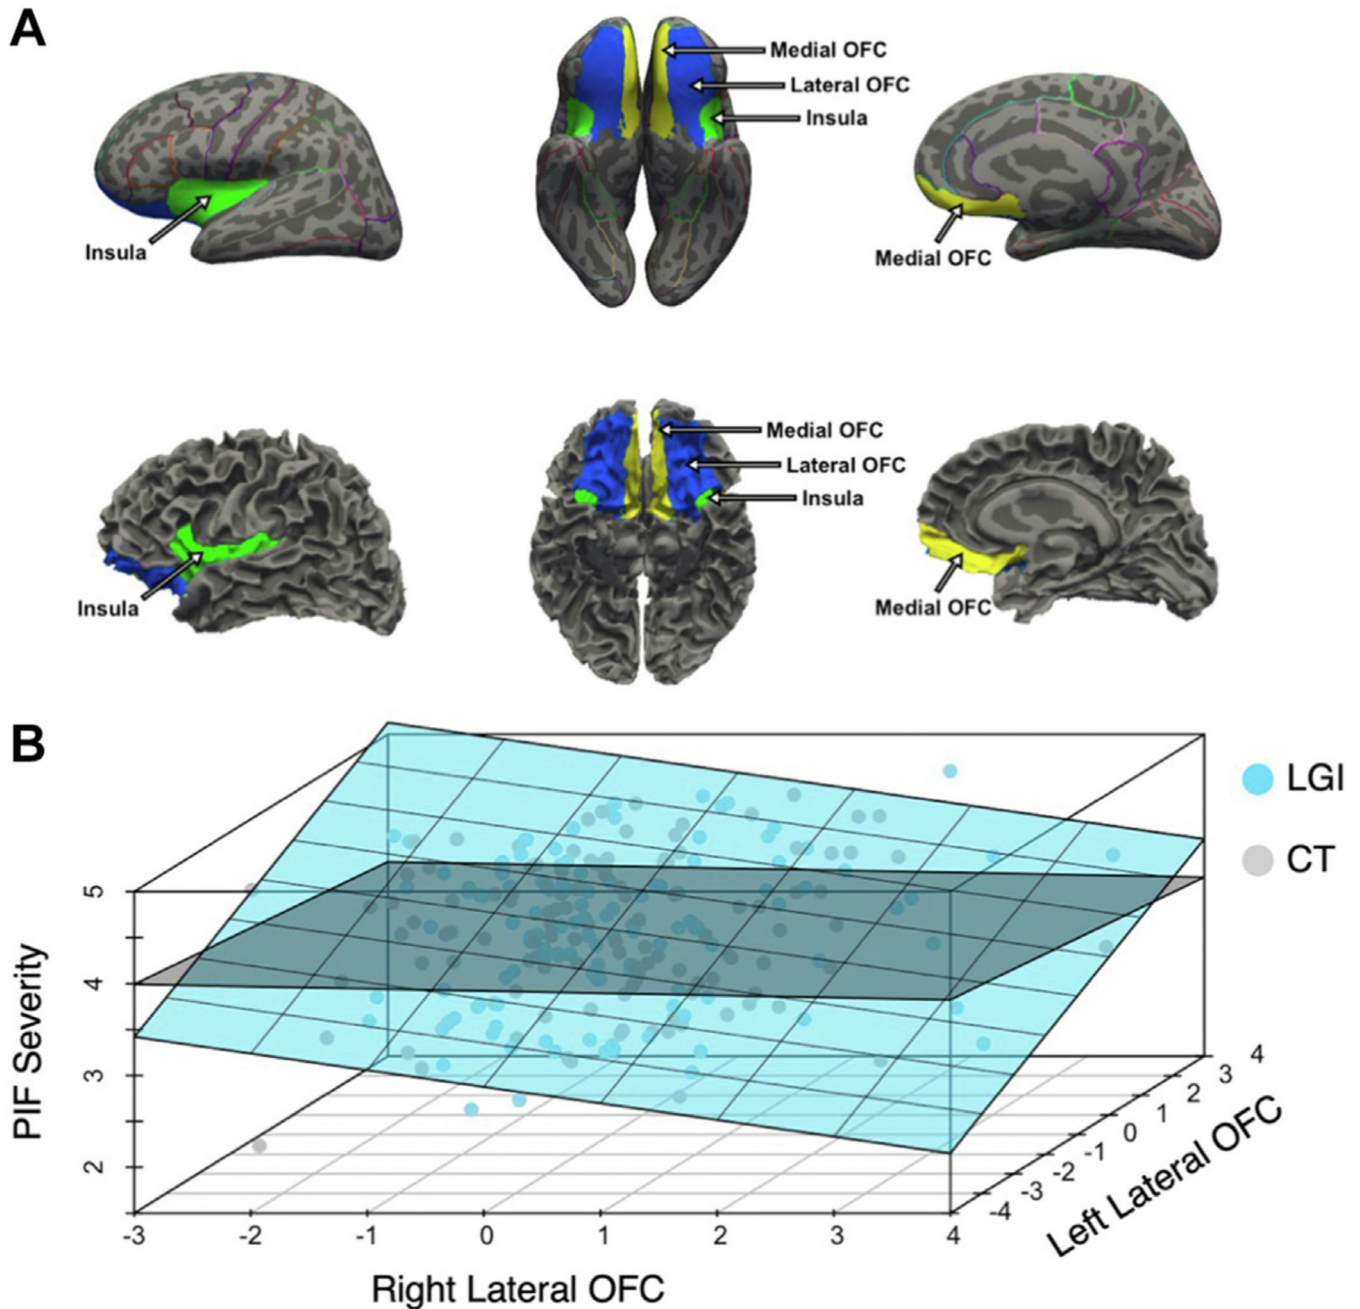 A
Medial OFC
Lateral OFC
Insula
Insula
Medial OFC
Medial OFC
Lateral OFC
Insula
Insula
Medial OFC
B
LGI
CT
PIF Severity
5
4
3
2
-3 -2 -1 0 1 2 3 4
Right Lateral OFC
-4 -3 -2 -1 0 1 2 3 4
Left Lateral OFC